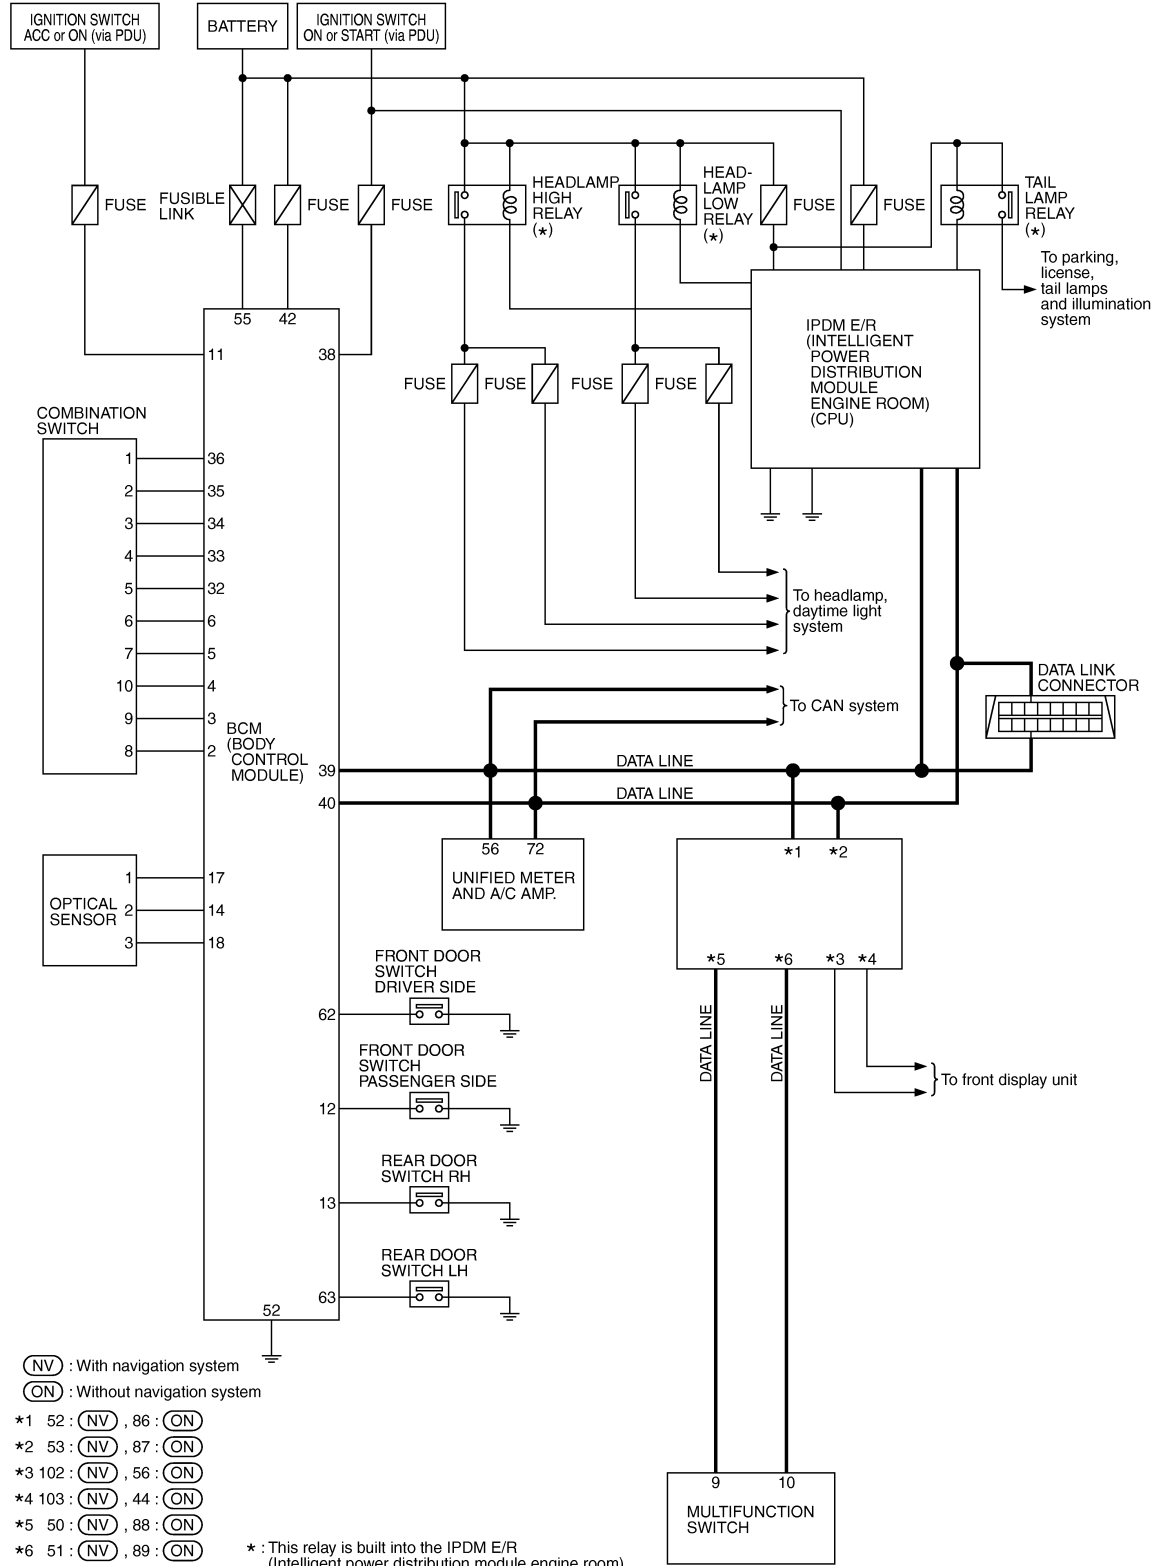 IGNITION SWITCH
ACC or ON (via PDU)
BATTERY
IGNITION SWITCH
ON or START (via PDU)
FUSE
FUSIBLE
LINK
FUSE
FUSE
HEADLAMP
HIGH
RELAY
(*)
HEAD-
LAMP
LOW
RELAY
(*)
FUSE
FUSE
TAIL
LAMP
RELAY
(*)
To parking,
license,
tail lamps
and illumination
system
55
42
11
38
IPDM E/R
(INTELLIGENT
POWER
DISTRIBUTION
MODULE
ENGINE ROOM)
(CPU)
FUSE
FUSE
FUSE
FUSE
COMBINATION
SWITCH
1 36
2 35
3 34
4 33
5 32
6 6
7 5
10 4
9 3
8 2
BCM
(BODY
CONTROL
MODULE)
To headlamp,
daytime light
system
To CAN system
DATA LINK
CONNECTOR
39
DATA LINE
40
DATA LINE
56
72
UNIFIED METER
AND A/C AMP.
*1
*2
*5
*6
*3
*4
OPTICAL
SENSOR
1 17
2 14
3 18
FRONT DOOR
SWITCH
DRIVER SIDE
62
FRONT DOOR
SWITCH
PASSENGER SIDE
12
REAR DOOR
SWITCH RH
13
REAR DOOR
SWITCH LH
63
52
DATA LINE
DATA LINE
To front display unit
9
10
MULTIFUNCTION
SWITCH
NV : With navigation system
ON : Without navigation system
*1 52 : NV , 86 : ON
*2 53 : NV , 87 : ON
*3 102 : NV , 56 : ON
*4 103 : NV , 44 : ON
*5 50 : NV , 88 : ON
*6 51 : NV , 89 : ON
* : This relay is built into the IPDM E/R
(Intelligent power distribution module engine room)